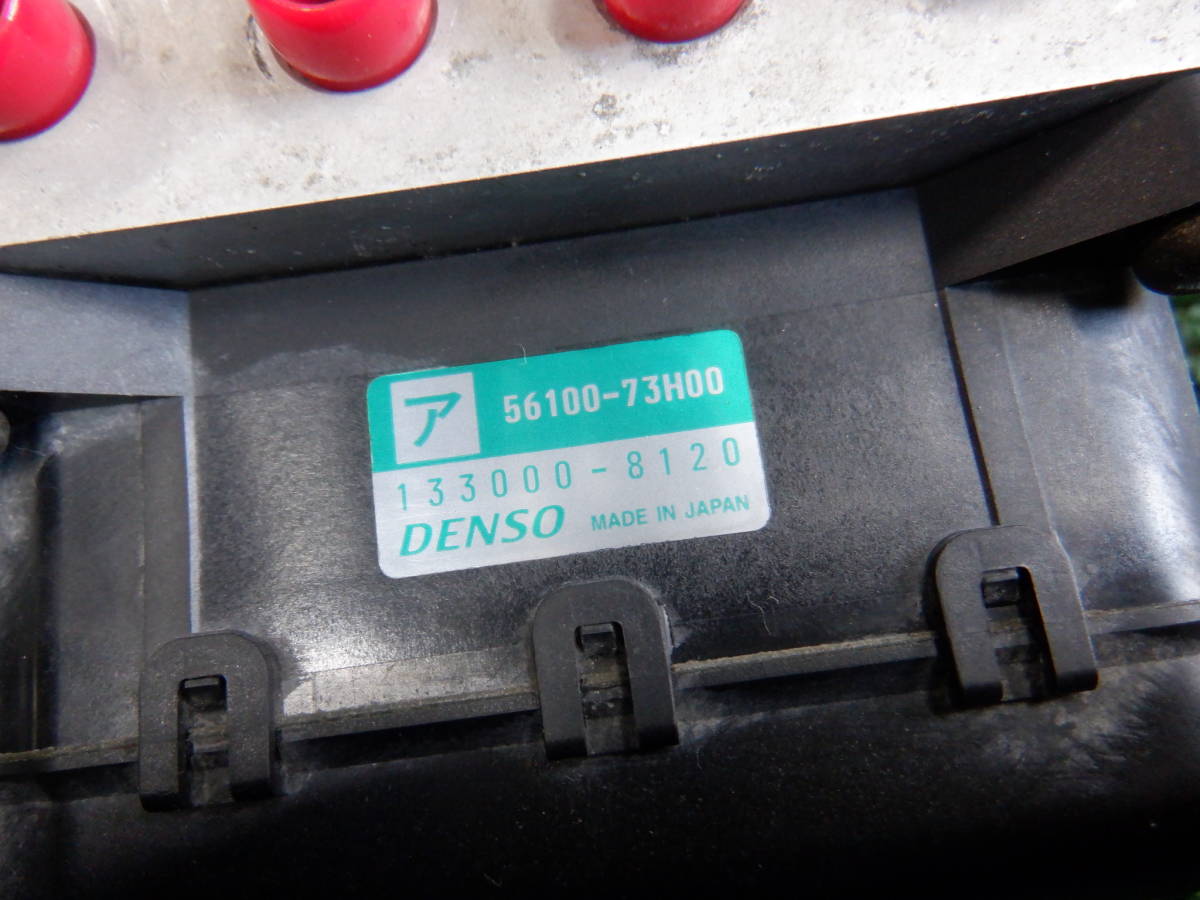 ア 56100-73H00
133000-8120
DENSO MADE IN JAPAN